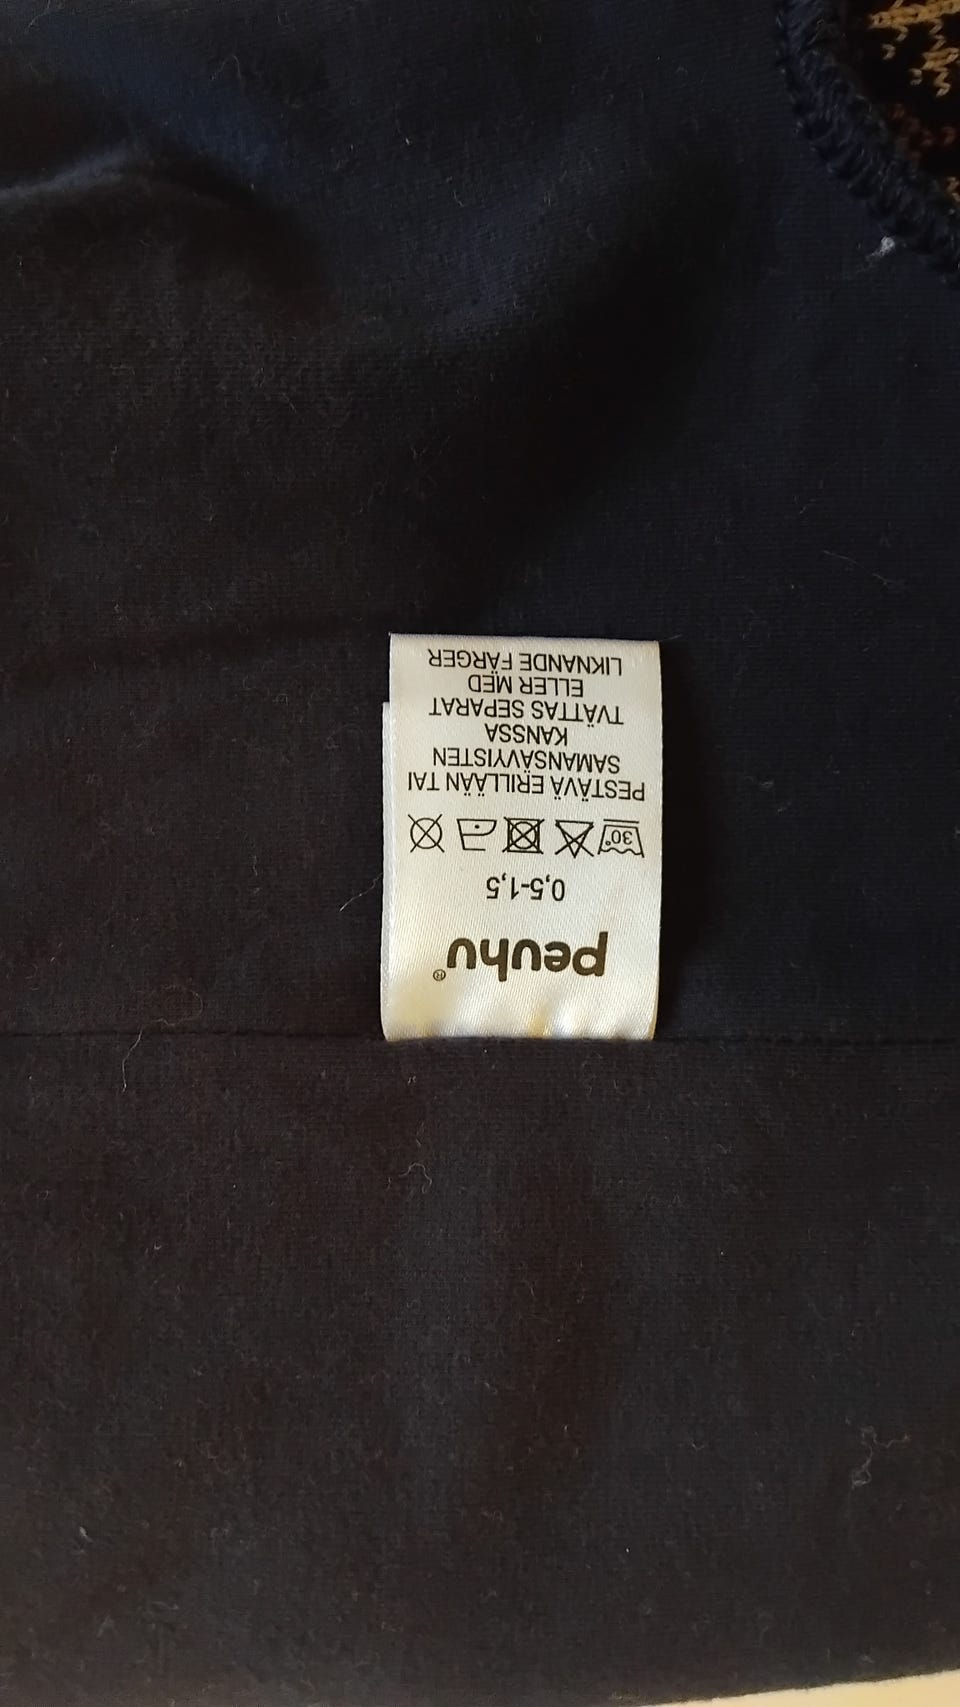 peuhu®
0,5-1,5
30°
PESTÄVÄ ERILLÄÄN TAI
SAMANSÄVYISTEN
KANSSA
TVÄTTAS SEPARAT
ELLER MED
LIKNANDE FÄRGER